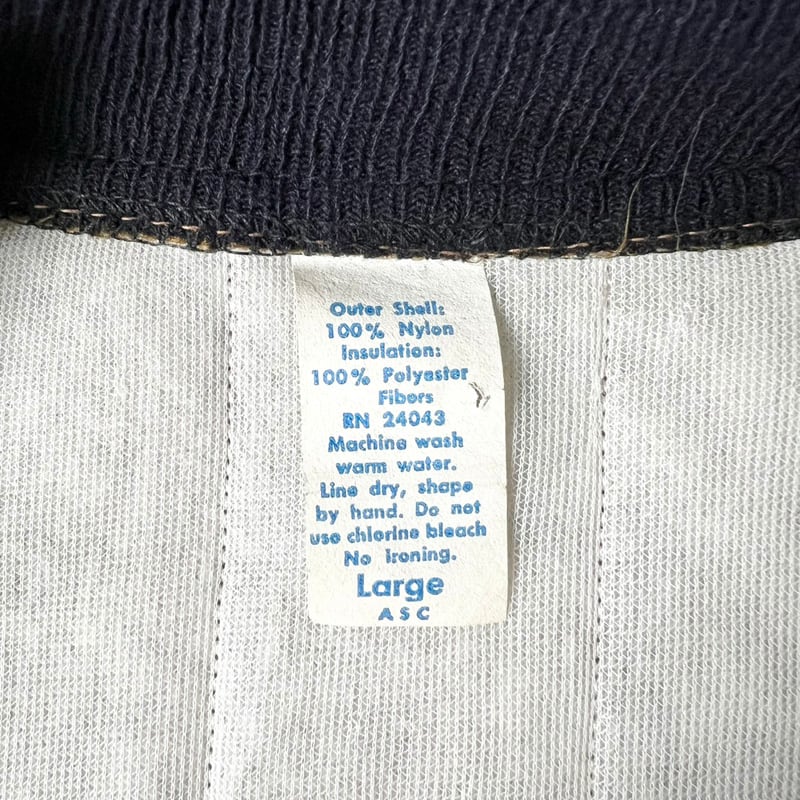 Outer Shell:
100% Nylon
Insulation:
100% Polyester
Fibers
RN 24043
Machine wash
warm water.
Line dry, shape
by hand. Do not
use chlorine bleach
No ironing.
Large
ASC